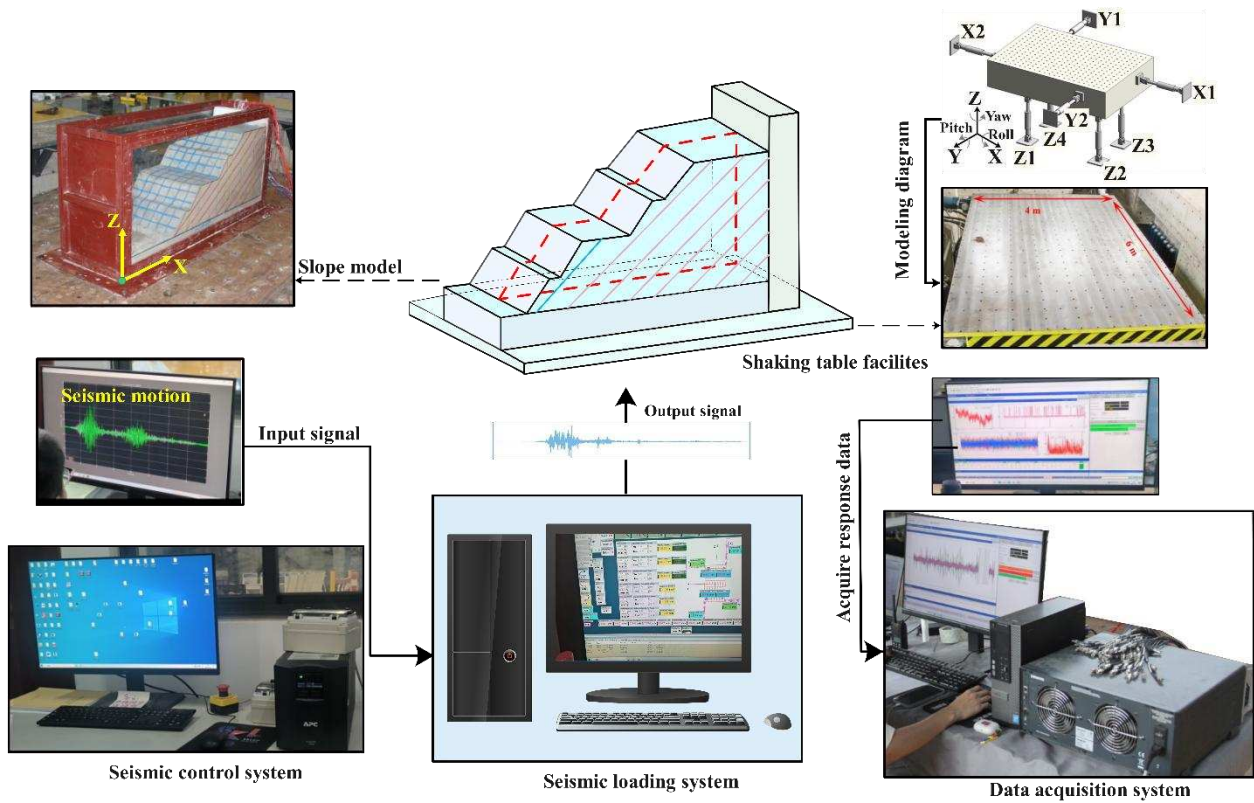 Y1
X2
X1
Z
Yaw
Pitch
Roll
Y
X
Y2
Z4
Z1
Z3
Z2
Modeling diagram
4 m
6 m
Z
X
Slope model
Shaking table facilites
Seismic motion
Input signal
Output signal
Acquire response data
APC
Seismic control system
Seismic loading system
Data acquisition system